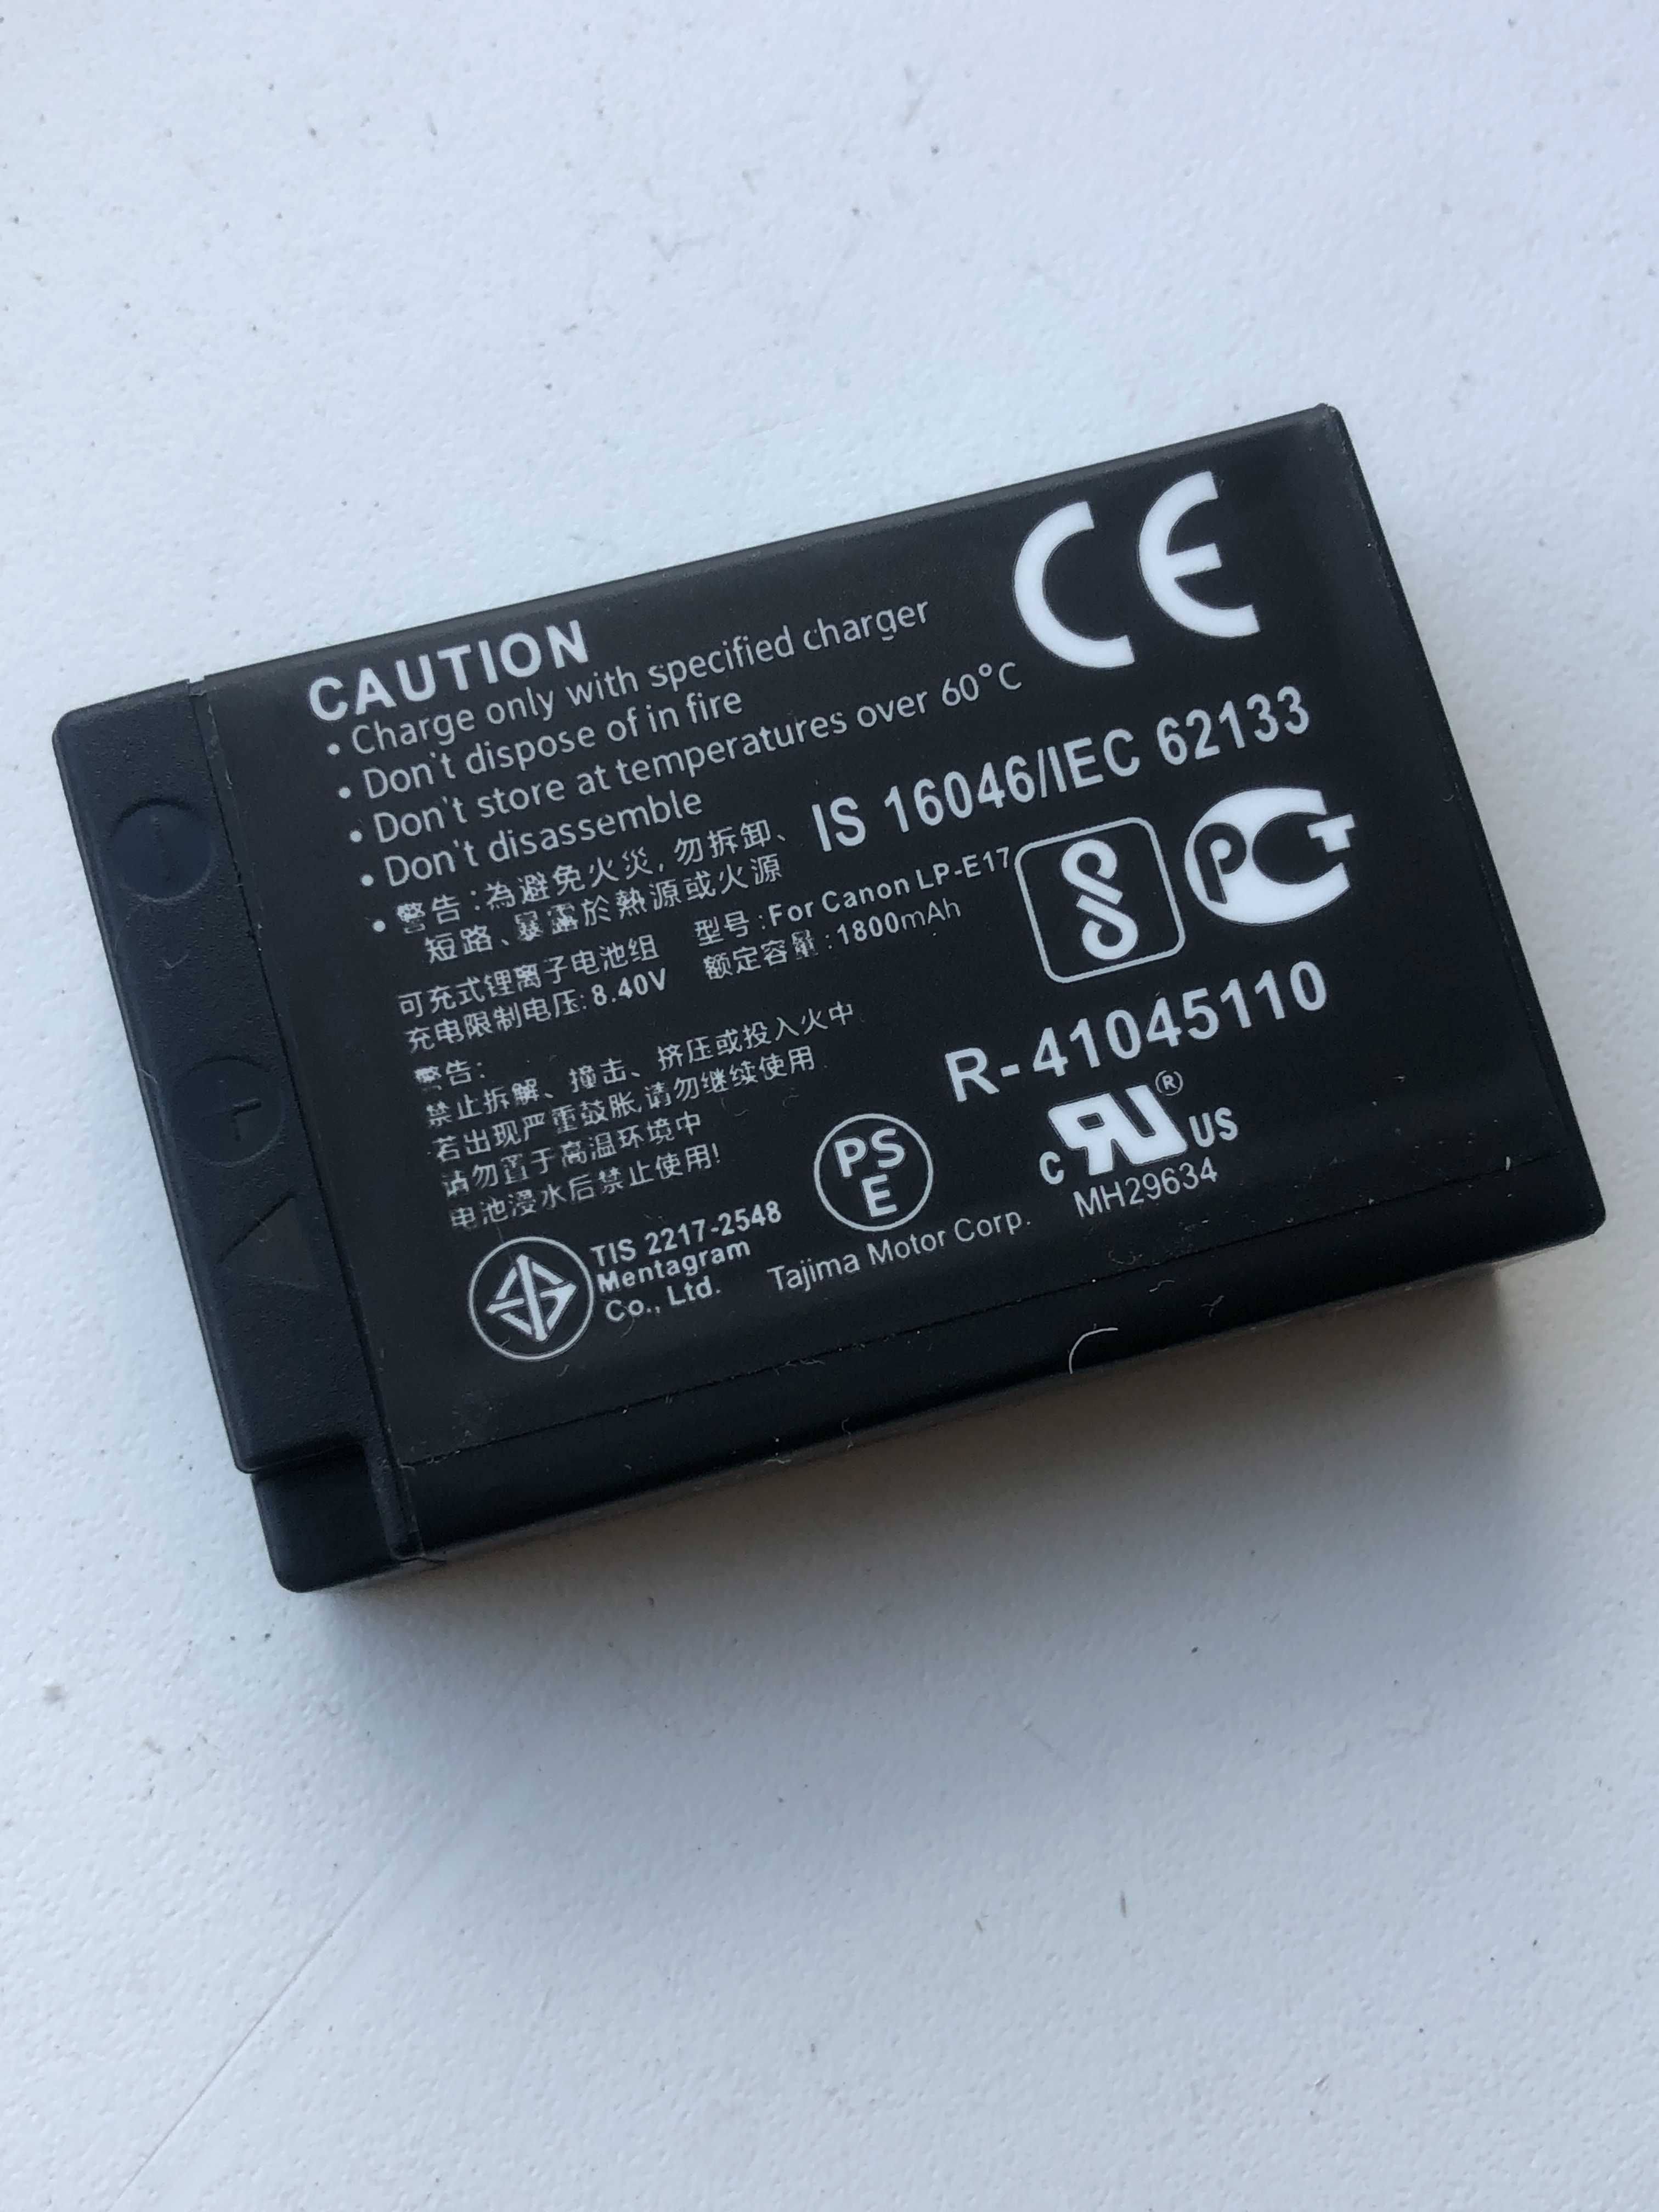 CAUTION
• Charge only with specified charger
• Don't dispose of in fire
• Don't store at temperatures over 60°C
• Don't disassemble
• 警告:為避免火災,勿拆卸、
短路、暴露於熱源或火源
可充式锂离子电池组 型号:For Canon LP-E17
充电限制电压:8.40V 额定容量:1800mAh
警告:
禁止拆解、撞击、挤压或投入火中
若出现严重鼓胀,请勿继续使用
请勿置于高温环境中
电池浸水后禁止使用!
TIS 2217-2548
Mentagram
Co., Ltd.
PS
E
Tajima Motor Corp.
CE
IS 16046/IEC 62133
PCT
R-41045110
C RU® US
MH29634